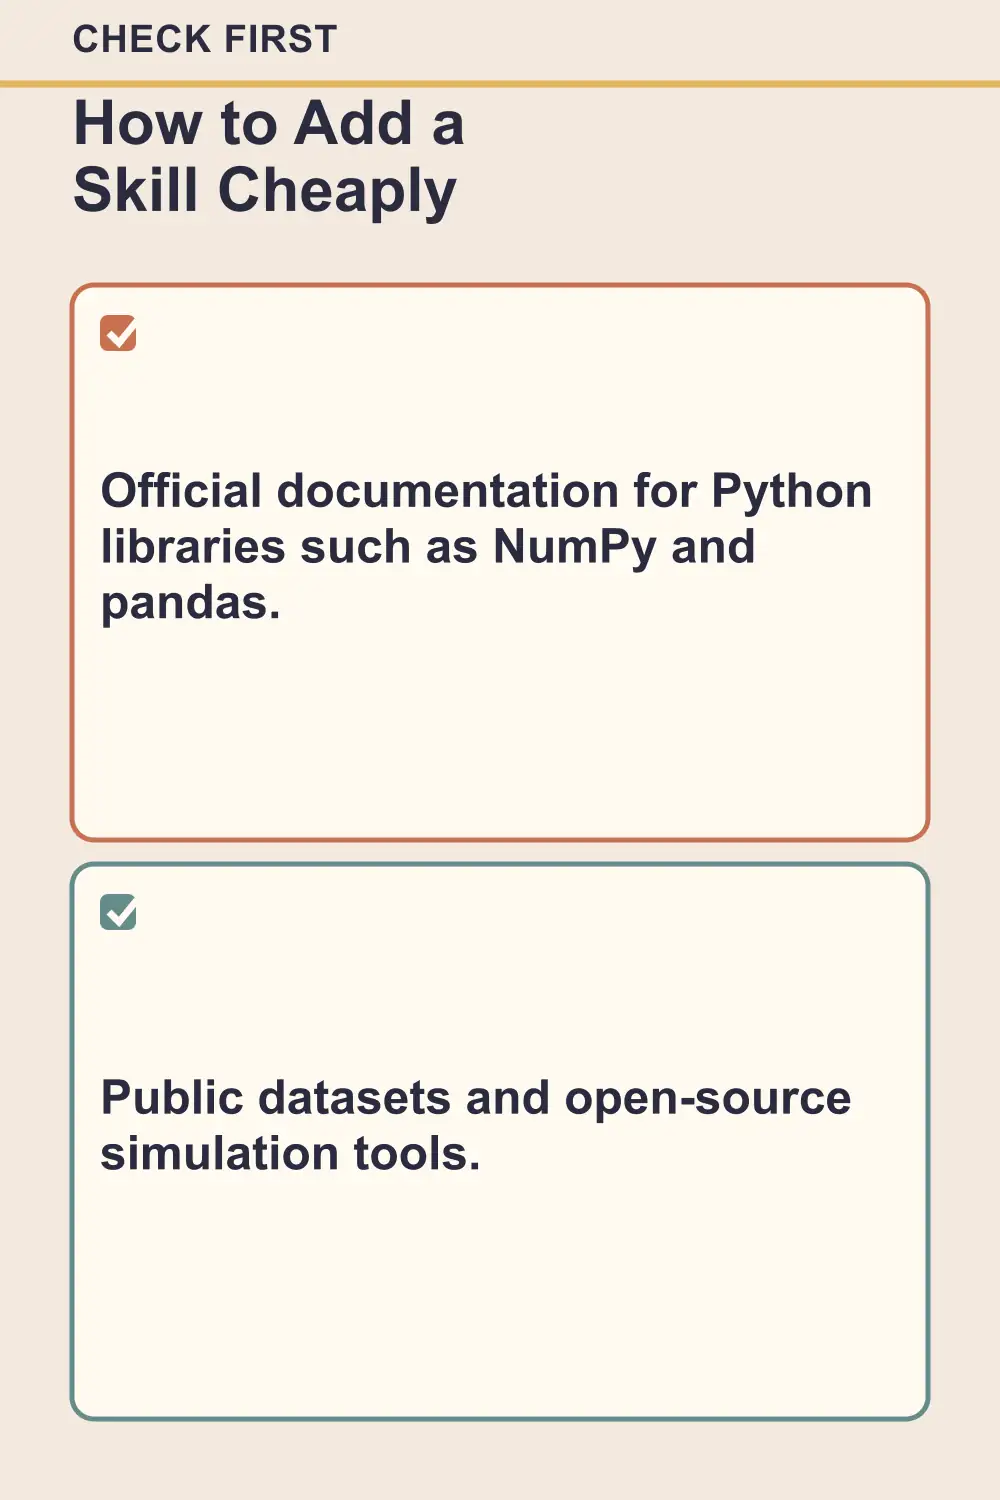 CHECK FIRST
How to Add a
Skill Cheaply
Official documentation for Python
libraries such as NumPy and
pandas.
Public datasets and open-source
simulation tools.